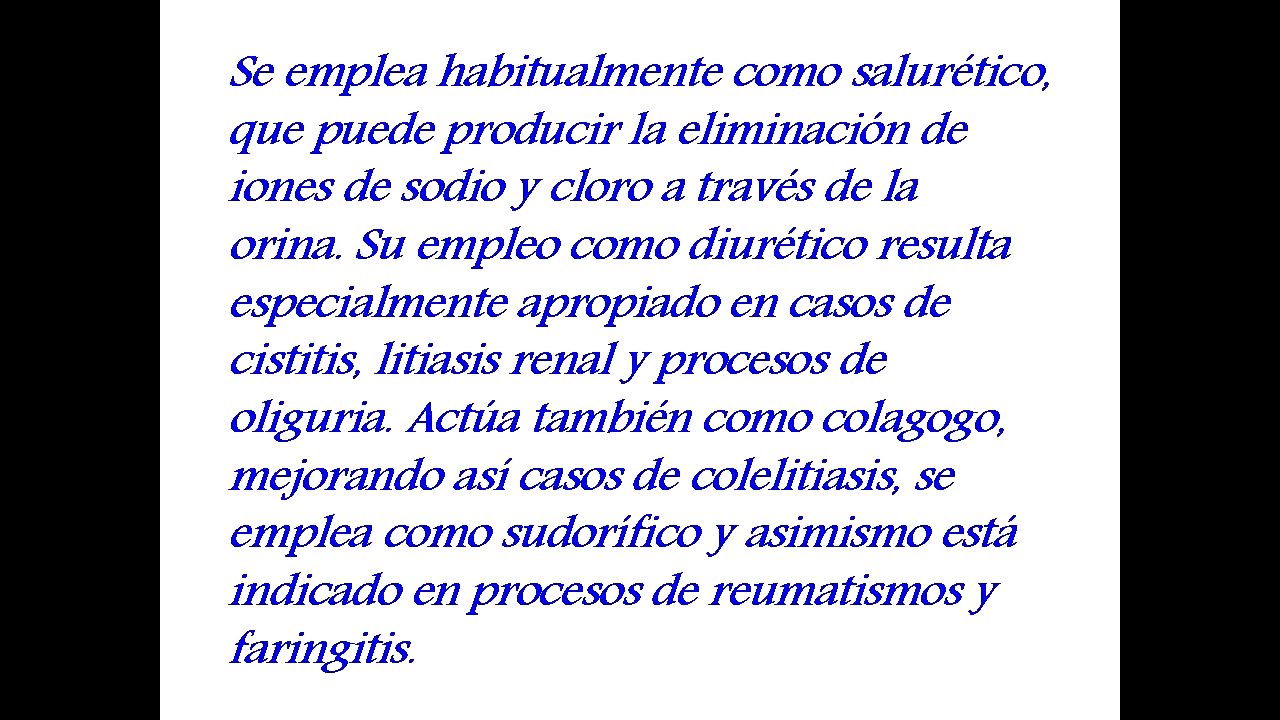 Se emplea habitualmente como salurético,
que puede producir la eliminación de
iones de sodio y cloro a través de la
orina. Su empleo como diurético resulta
especialmente apropiado en casos de
cistitis, litiasis renal y procesos de
oliguria. Actúa también como colagogo,
mejorando así casos de colelitiasis, se
emplea como sudorífico y asimismo está
indicado en procesos de reumatismos y
faringitis.